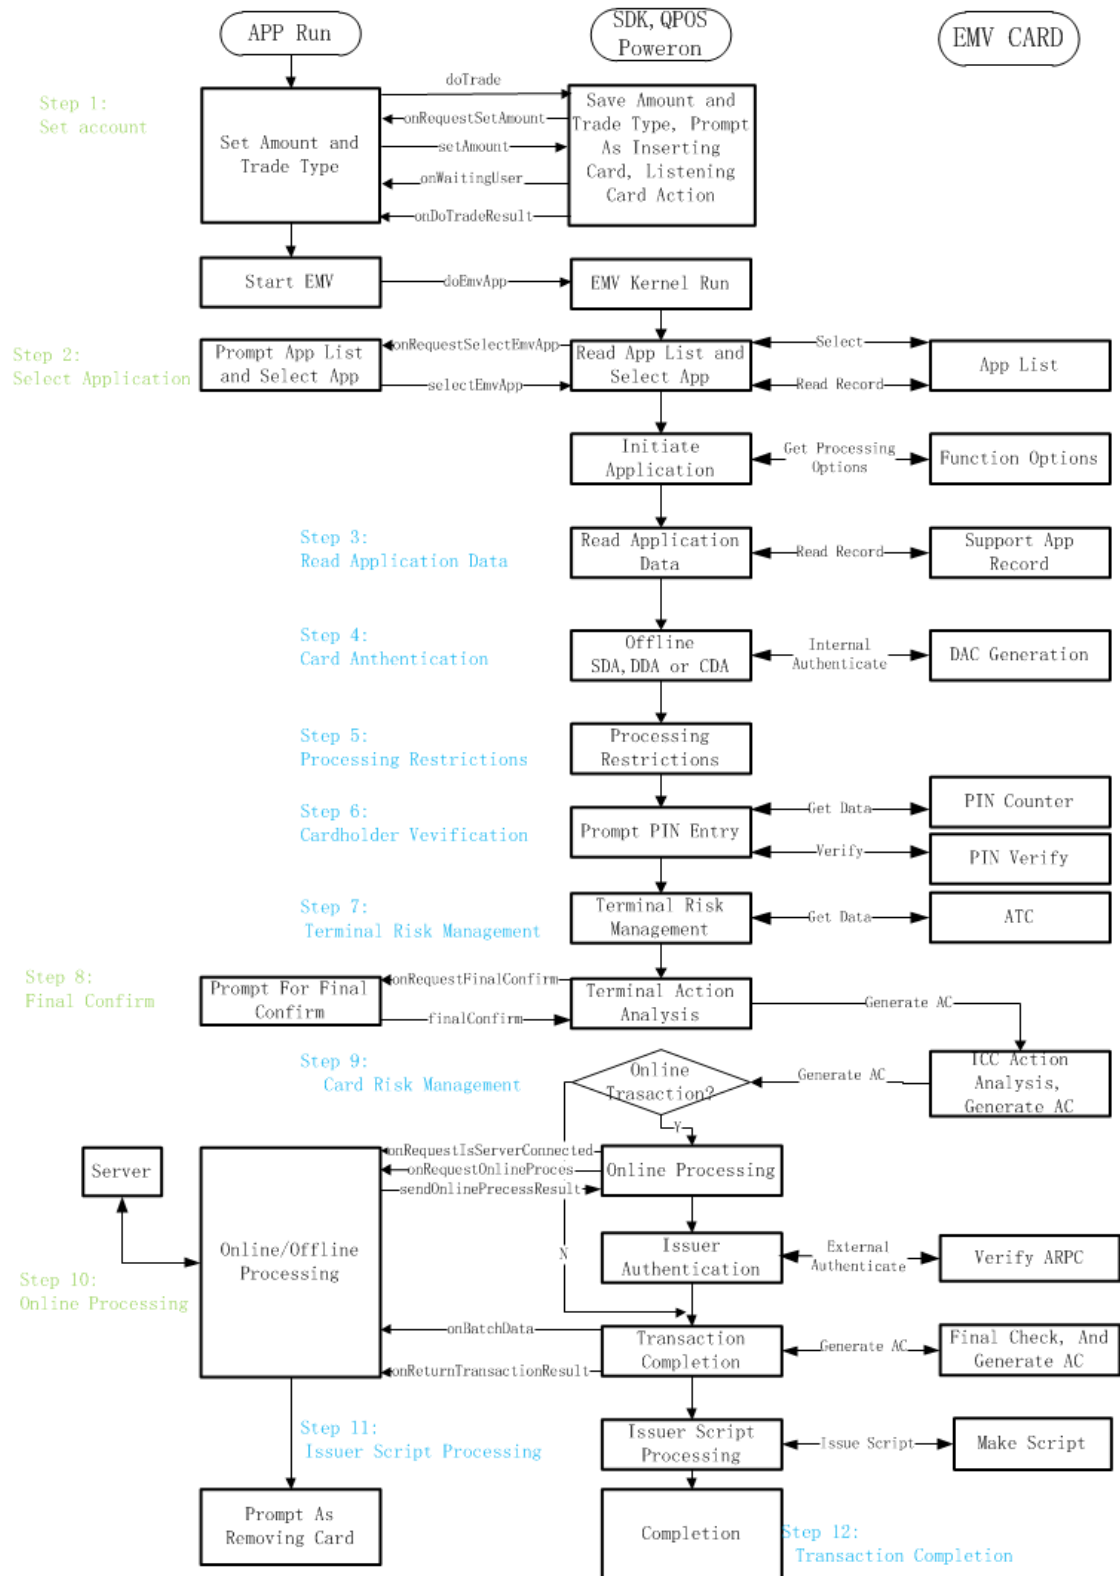 APP Run
SDK, QPOS
Poweron
EMV CARD
Step 1:
Set account
Set Amount and
Trade Type
doTrade
onRequestSetAmount
setAmount
onWaitingUser
onDoTradeResult
Save Amount and
Trade Type, Prompt
As Inserting
Card, Listening
Card Action
Start EMV
doEmvApp
EMV Kernel Run
Step 2:
Select Application
Prompt App List
and Select App
onRequestSelectEmvApp
selectEmvApp
Read App List and
Select App
Select
Read Record
App List
Initiate
Application
Get Processing
Options
Function Options
Step 3:
Read Application Data
Read Application
Data
Read Record
Support App
Record
Step 4:
Card Anthentication
Offline
SDA, DDA or CDA
Internal
Authenticate
DAC Generation
Step 5:
Processing Restrictions
Processing
Restrictions
Step 6:
Cardholder Vevification
Prompt PIN Entry
Get Data
Verify
PIN Counter
PIN Verify
Step 7:
Terminal Risk Management
Terminal Risk
Management
Get Data
ATC
Step 8:
Final Confirm
Prompt For Final
Confirm
onRequestFinalConfirm
finalConfirm
Terminal Action
Analysis
Generate AC
Step 9:
Card Risk Management
Online
Trasaction?
Generate AC
ICC Action
Analysis,
Generate AC
Y
N
Server
Step 10:
Online Processing
Online/Offline
Processing
onRequestIsServerConnected
onRequestOnlineProces
sendOnlinePrecessResult
Online Processing
Issuer
Authentication
External
Authenticate
Verify ARPC
onBatchData
onReturnTransactionResult
Transaction
Completion
Generate AC
Final Check, And
Generate AC
Step 11:
Issuer Script Processing
Issuer Script
Processing
Issue Script
Make Script
Prompt As
Removing Card
Completion
Step 12:
Transaction Completion